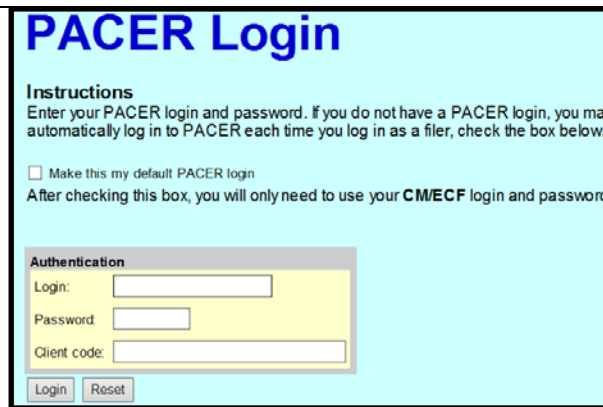 PACER Login
Instructions
Enter your PACER login and password. If you do not have a PACER login, you
automatically log in to PACER each time you log in as a filer, check the box below.
Make this my default PACER login
After checking this box, you will only need to use your CM/ECF login and password
Authentication
Login:
Password:
Client code:
Login Reset